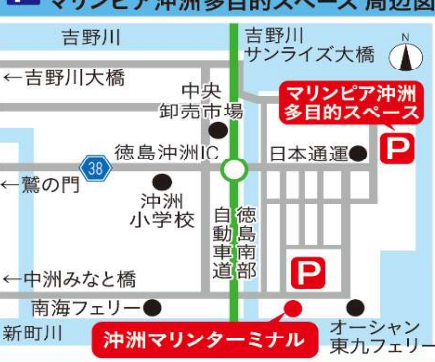 P マリンピア沖洲多目的スペース 周辺図
吉野川
吉野川
サンライズ大橋
N
←吉野川大橋
中央
卸売市場
マリンピア沖洲
多目的スペース
P
徳島沖洲IC
日本通運
38
←鷲の門
沖洲
小学校
徳島南部
自動車道
P
←中洲みなと橋
南海フェリー
新町川
沖洲マリンターミナル
オーシャン
東九フェリー